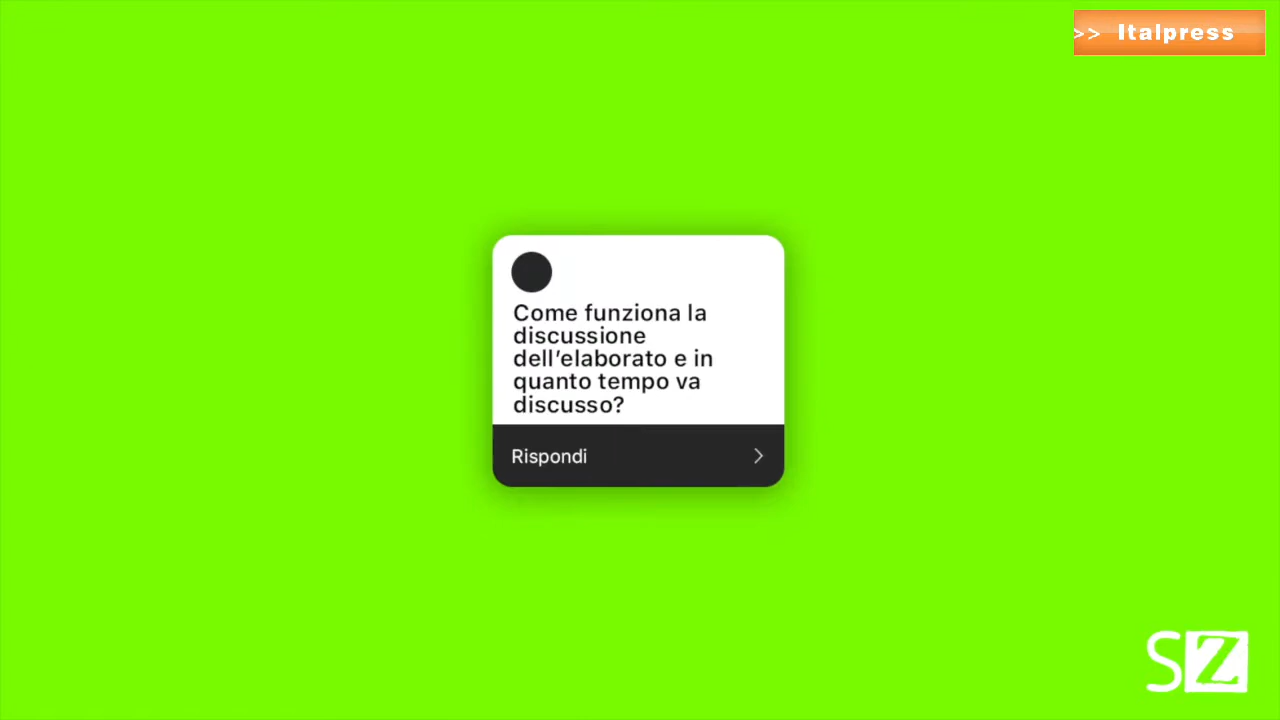 >> Italpress
Come funziona la
discussione
dell’elaborato e in
quanto tempo va
discusso?
Rispondi
SZ